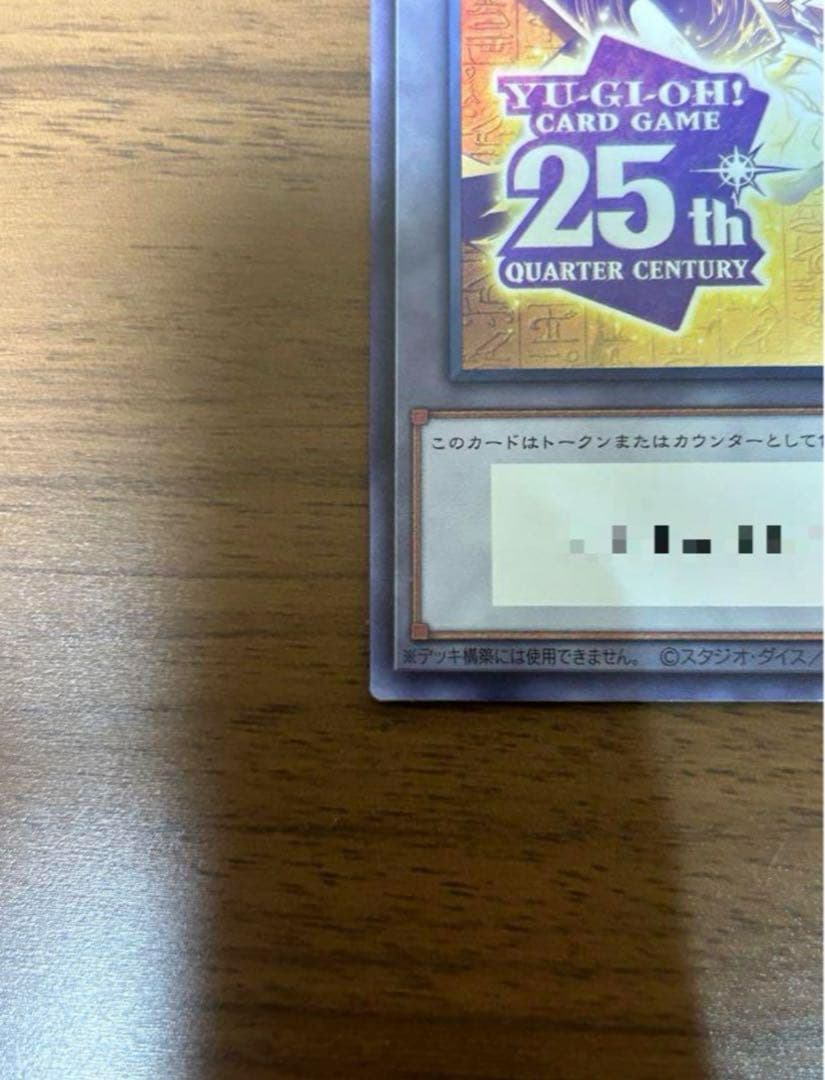 YU-GI-OH!
CARD GAME
25th
QUARTER CENTURY
このカードはトークンまたはカウンターとして
※デッキ構築には使用できません。 ©スタジオ・ダイス/